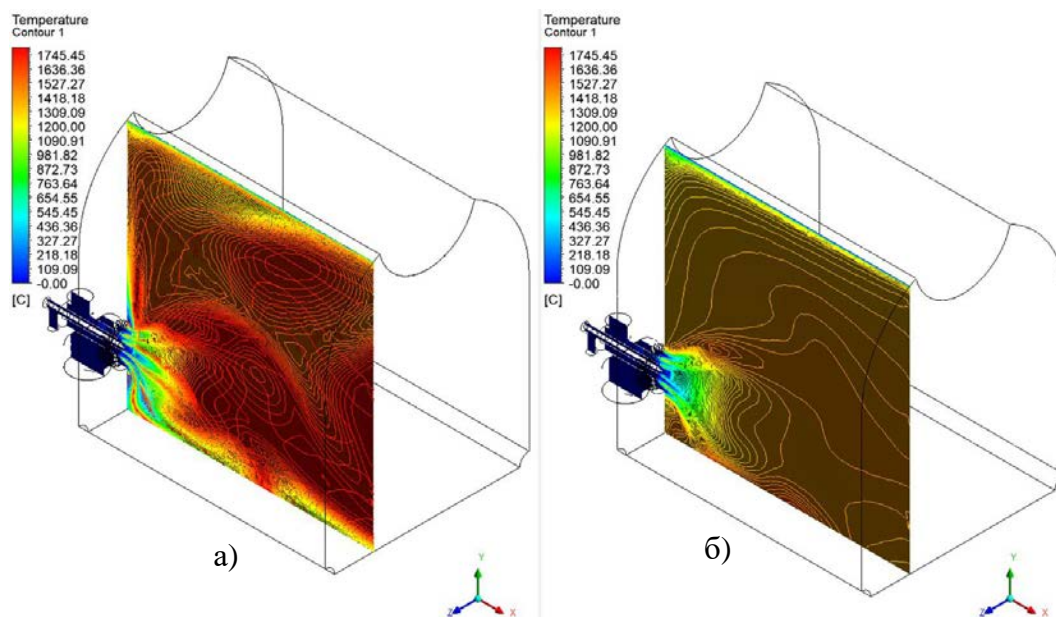 Temperature
Contour 1
1745.45
1636.36
1527.27
1418.18
1309.09
1200.00
1090.91
981.82
872.73
763.64
654.55
545.45
436.36
327.27
218.18
109.09
-0.00
[C]
а)
Y
Z
X
Temperature
Contour 1
1745.45
1636.36
1527.27
1418.18
1309.09
1200.00
1090.91
981.82
872.73
763.64
654.55
545.45
436.36
327.27
218.18
109.09
-0.00
[C]
б)
Y
Z
X